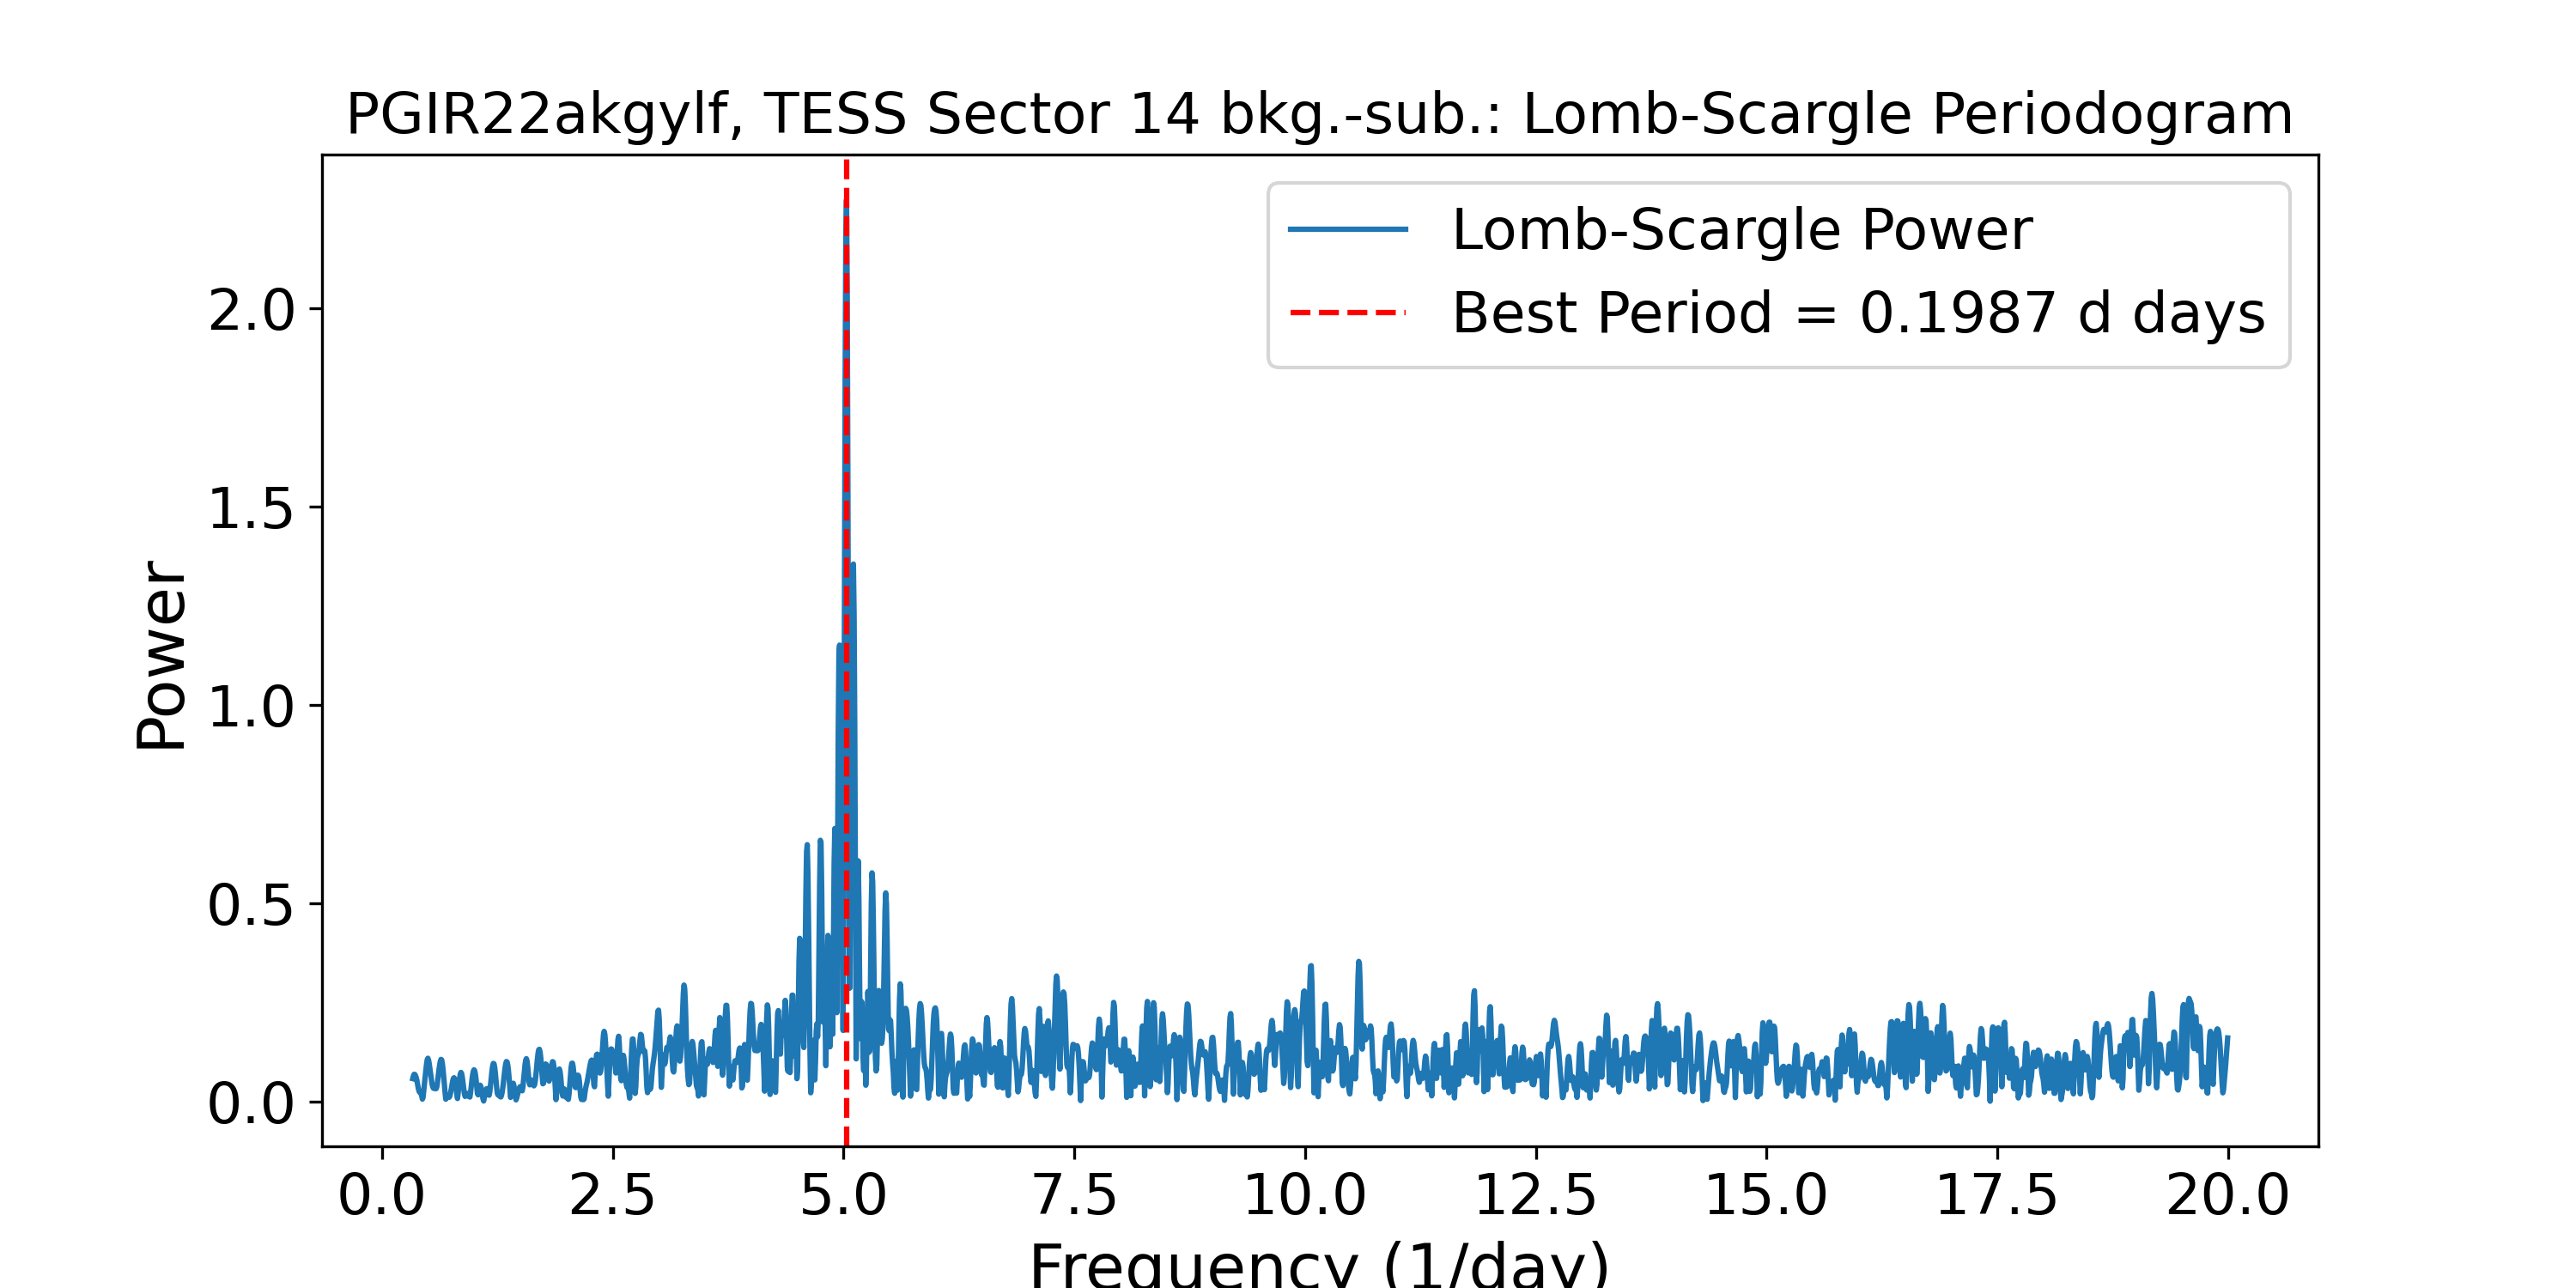 PGIR22akgylf, TESS Sector 14 bkg.-sub.: Lomb-Scargle Periodogram
Lomb-Scargle Power
Best Period = 0.1987 d days
Power
2.0
1.5
1.0
0.5
0.0
0.0 2.5 5.0 7.5 10.0 12.5 15.0 17.5 20.0
Frequency (1/day)